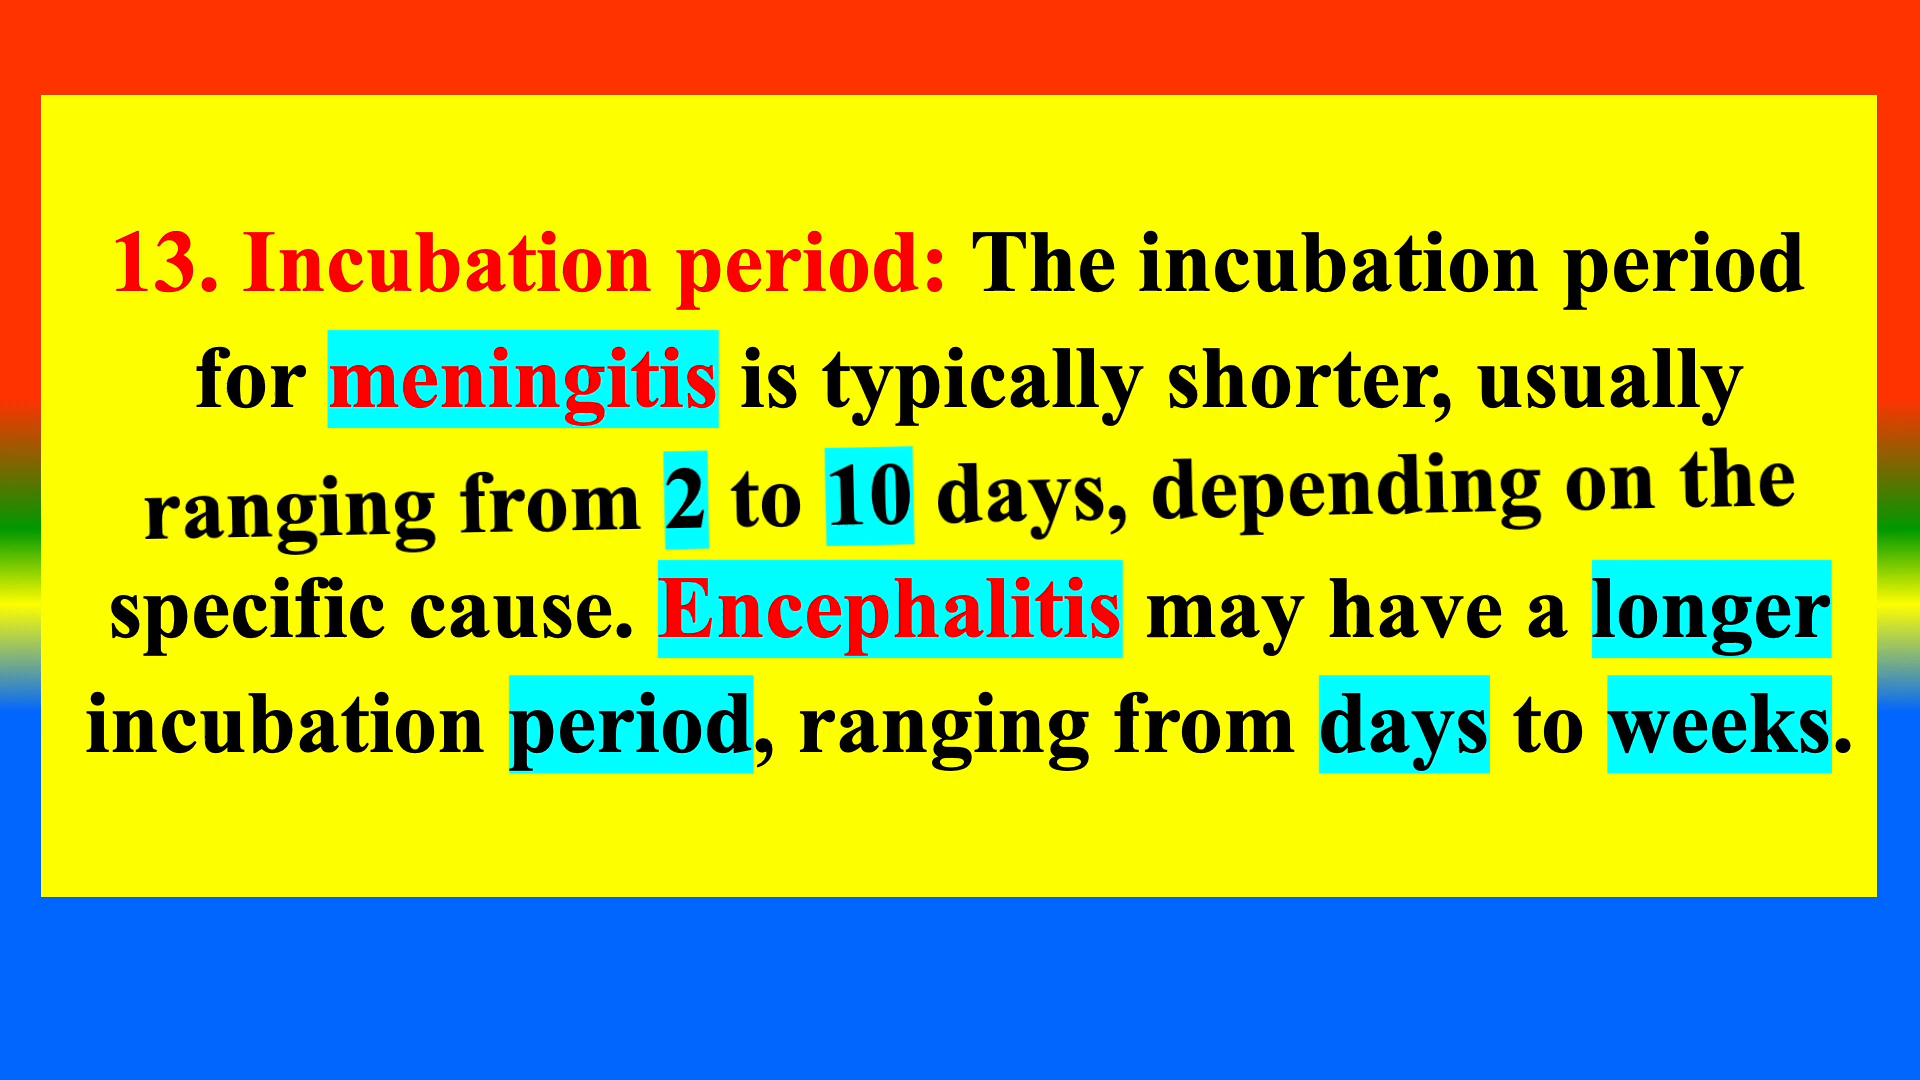 13. Incubation period: The incubation period
for meningitis is typically shorter, usually
ranging from 2 to 10 days, depending on the
specific cause. Encephalitis may have a longer
incubation period, ranging from days to weeks.